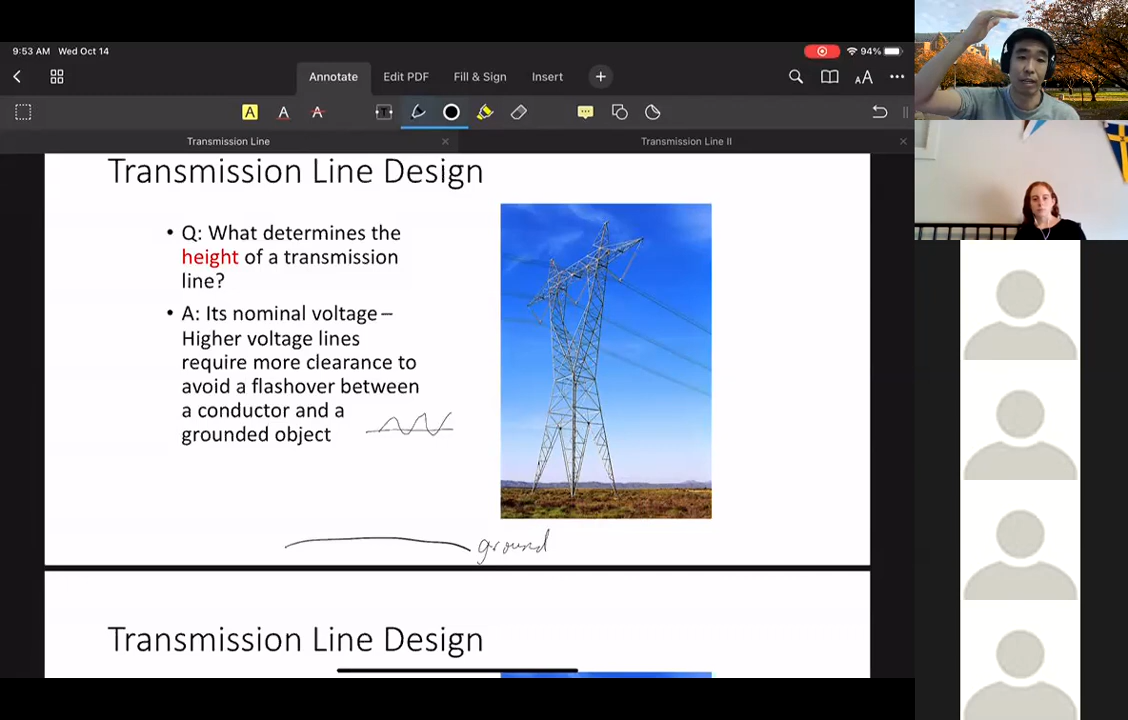 9:53 AM Wed Oct 14
94%
Annotate Edit PDF Fill & Sign Insert
AA
A A A T
Transmission Line Transmission Line II
Transmission Line Design
• Q: What determines the
height of a transmission
line?
• A: Its nominal voltage –
Higher voltage lines
require more clearance to
avoid a flashover between
a conductor and a
grounded object
ground
Transmission Line Design